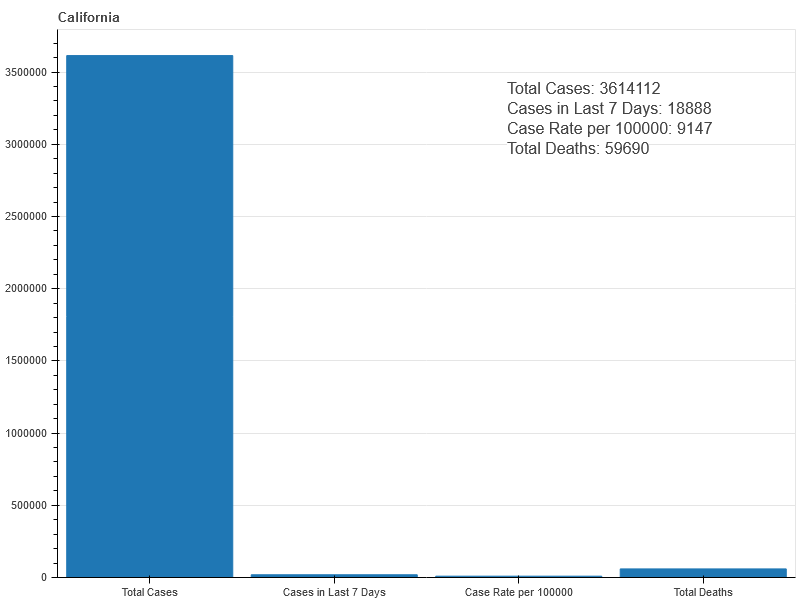 California
3500000
3000000
2500000
2000000
1500000
1000000
500000
0
Total Cases: 3614112
Cases in Last 7 Days: 18888
Case Rate per 100000: 9147
Total Deaths: 59690
Total Cases
Cases in Last 7 Days
Case Rate per 100000
Total Deaths